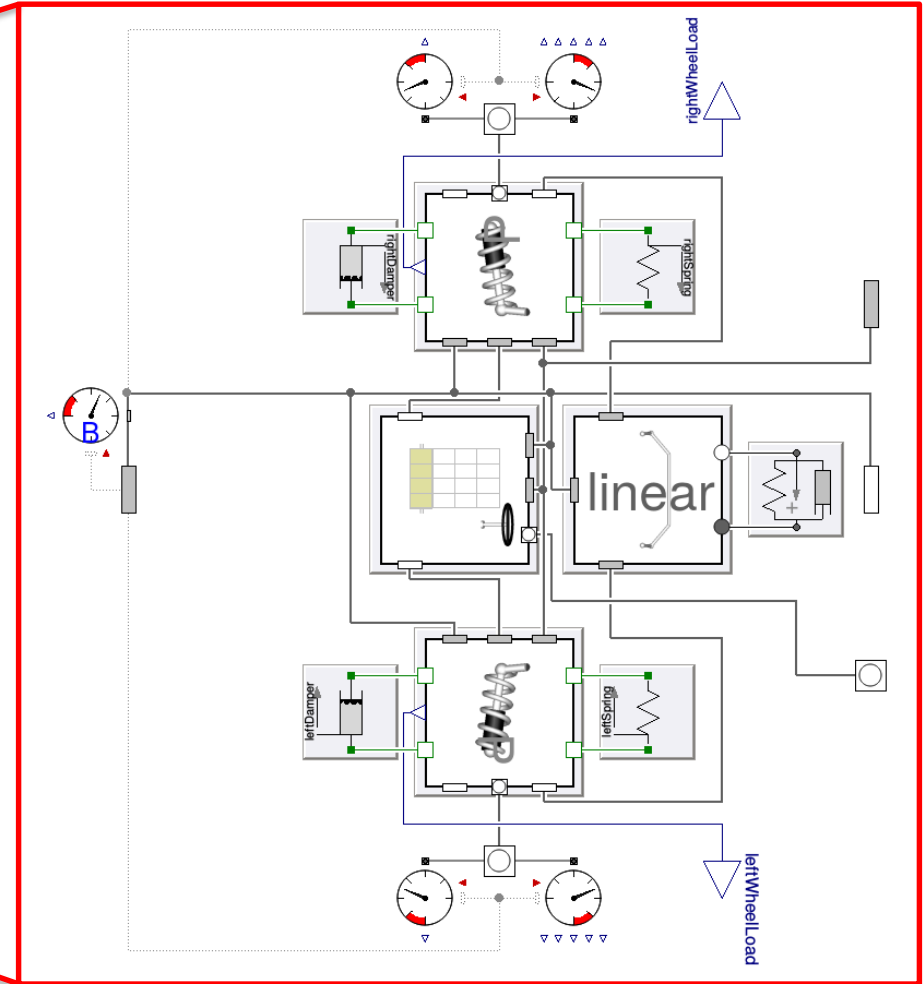 rightWheelLoad
rightDamper
rightSpring
B
linear
+
leftDamper
leftSpring
leftWheelLoad